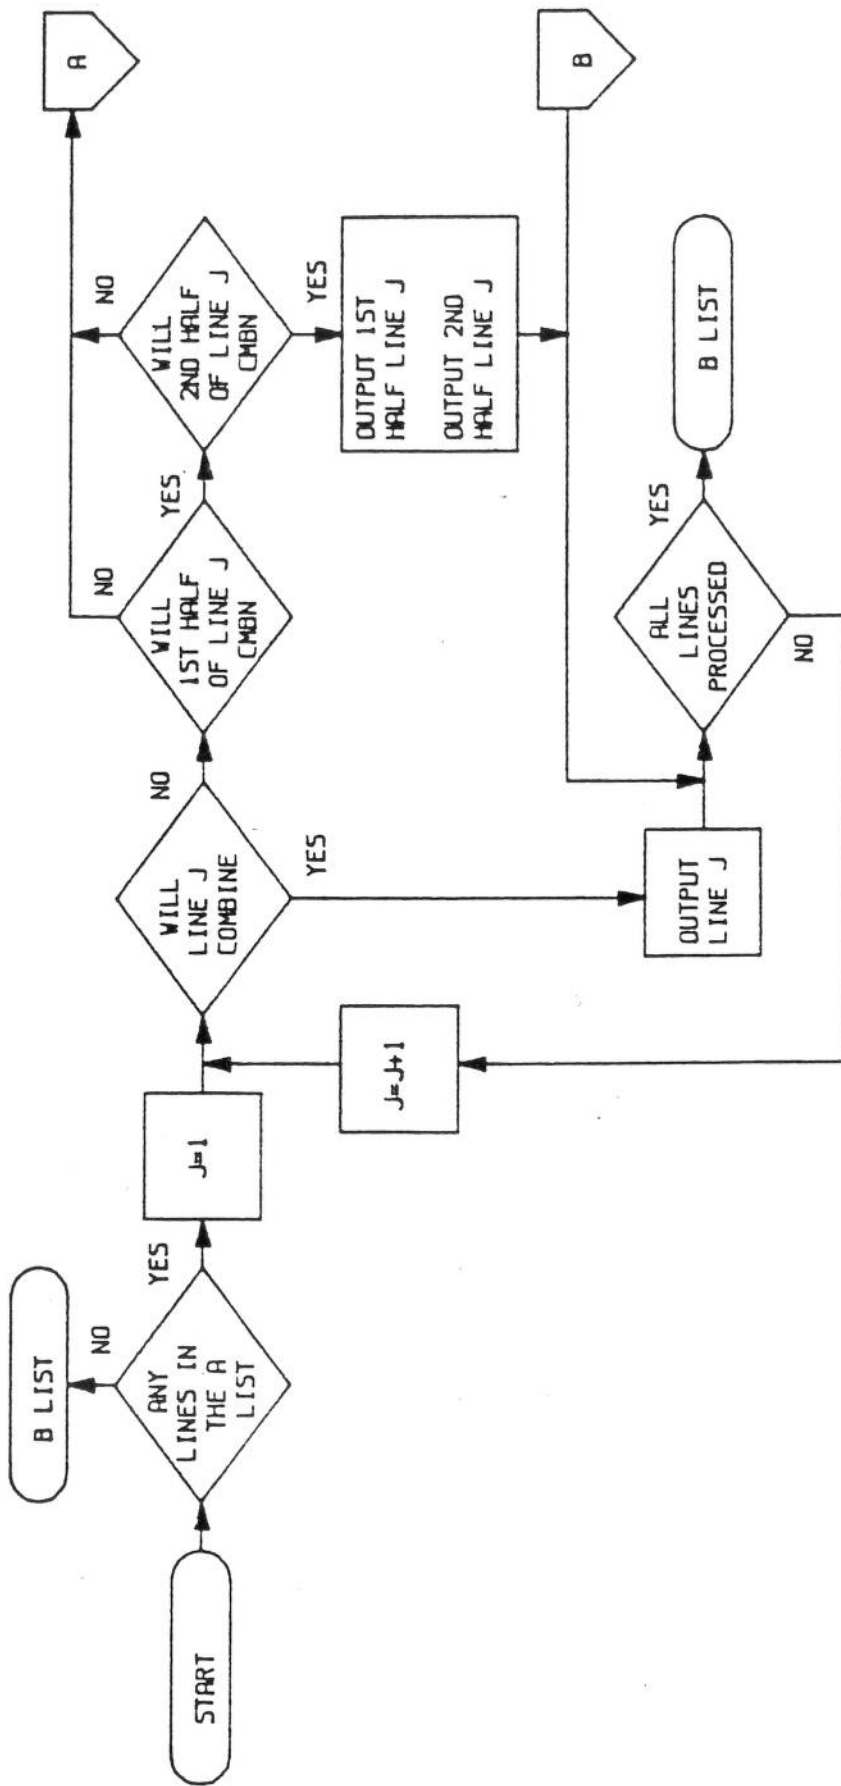 START
B LIST
NO
ANY
LINES IN
THE A
LIST
YES
J=1
J=J+1
WILL
LINE J
COMBINE
NO
YES
OUTPUT
LINE J
WILL
1ST HALF
OF LINE J
CMBN
NO
YES
WILL
2ND HALF
OF LINE J
CMBN
NO
YES
OUTPUT 1ST
HALF LINE J
OUTPUT 2ND
HALF LINE J
A
B
ALL
LINES
PROCESSED
YES
NO
B LIST